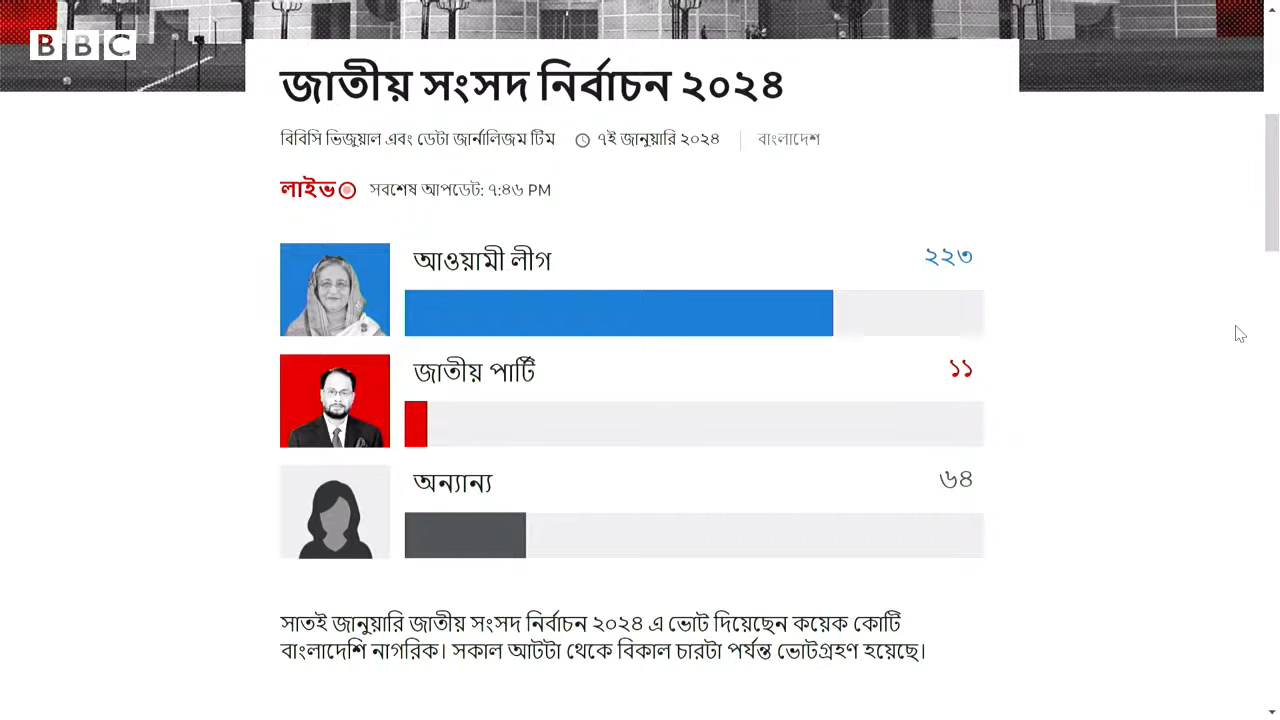 BBC
জাতীয় সংসদ নির্বাচন ২০২৪
বিবিসি ভিজুয়াল এবং ডেটা জার্নালিজম টিম ৭ই জানুয়ারি ২০২৪ বাংলাদেশ
লাইভ সবশেষ আপডেট: ৭:৪৬ PM
আওয়ামী লীগ ২২৩
জাতীয় পার্টি ১১
অন্যান্য ৬৪
সাতই জানুয়ারি জাতীয় সংসদ নির্বাচন ২০২৪ এ ভোট দিয়েছেন কয়েক কোটি
বাংলাদেশি নাগরিক। সকাল আটটা থেকে বিকাল চারটা পর্যন্ত ভোটগ্রহণ হয়েছে।